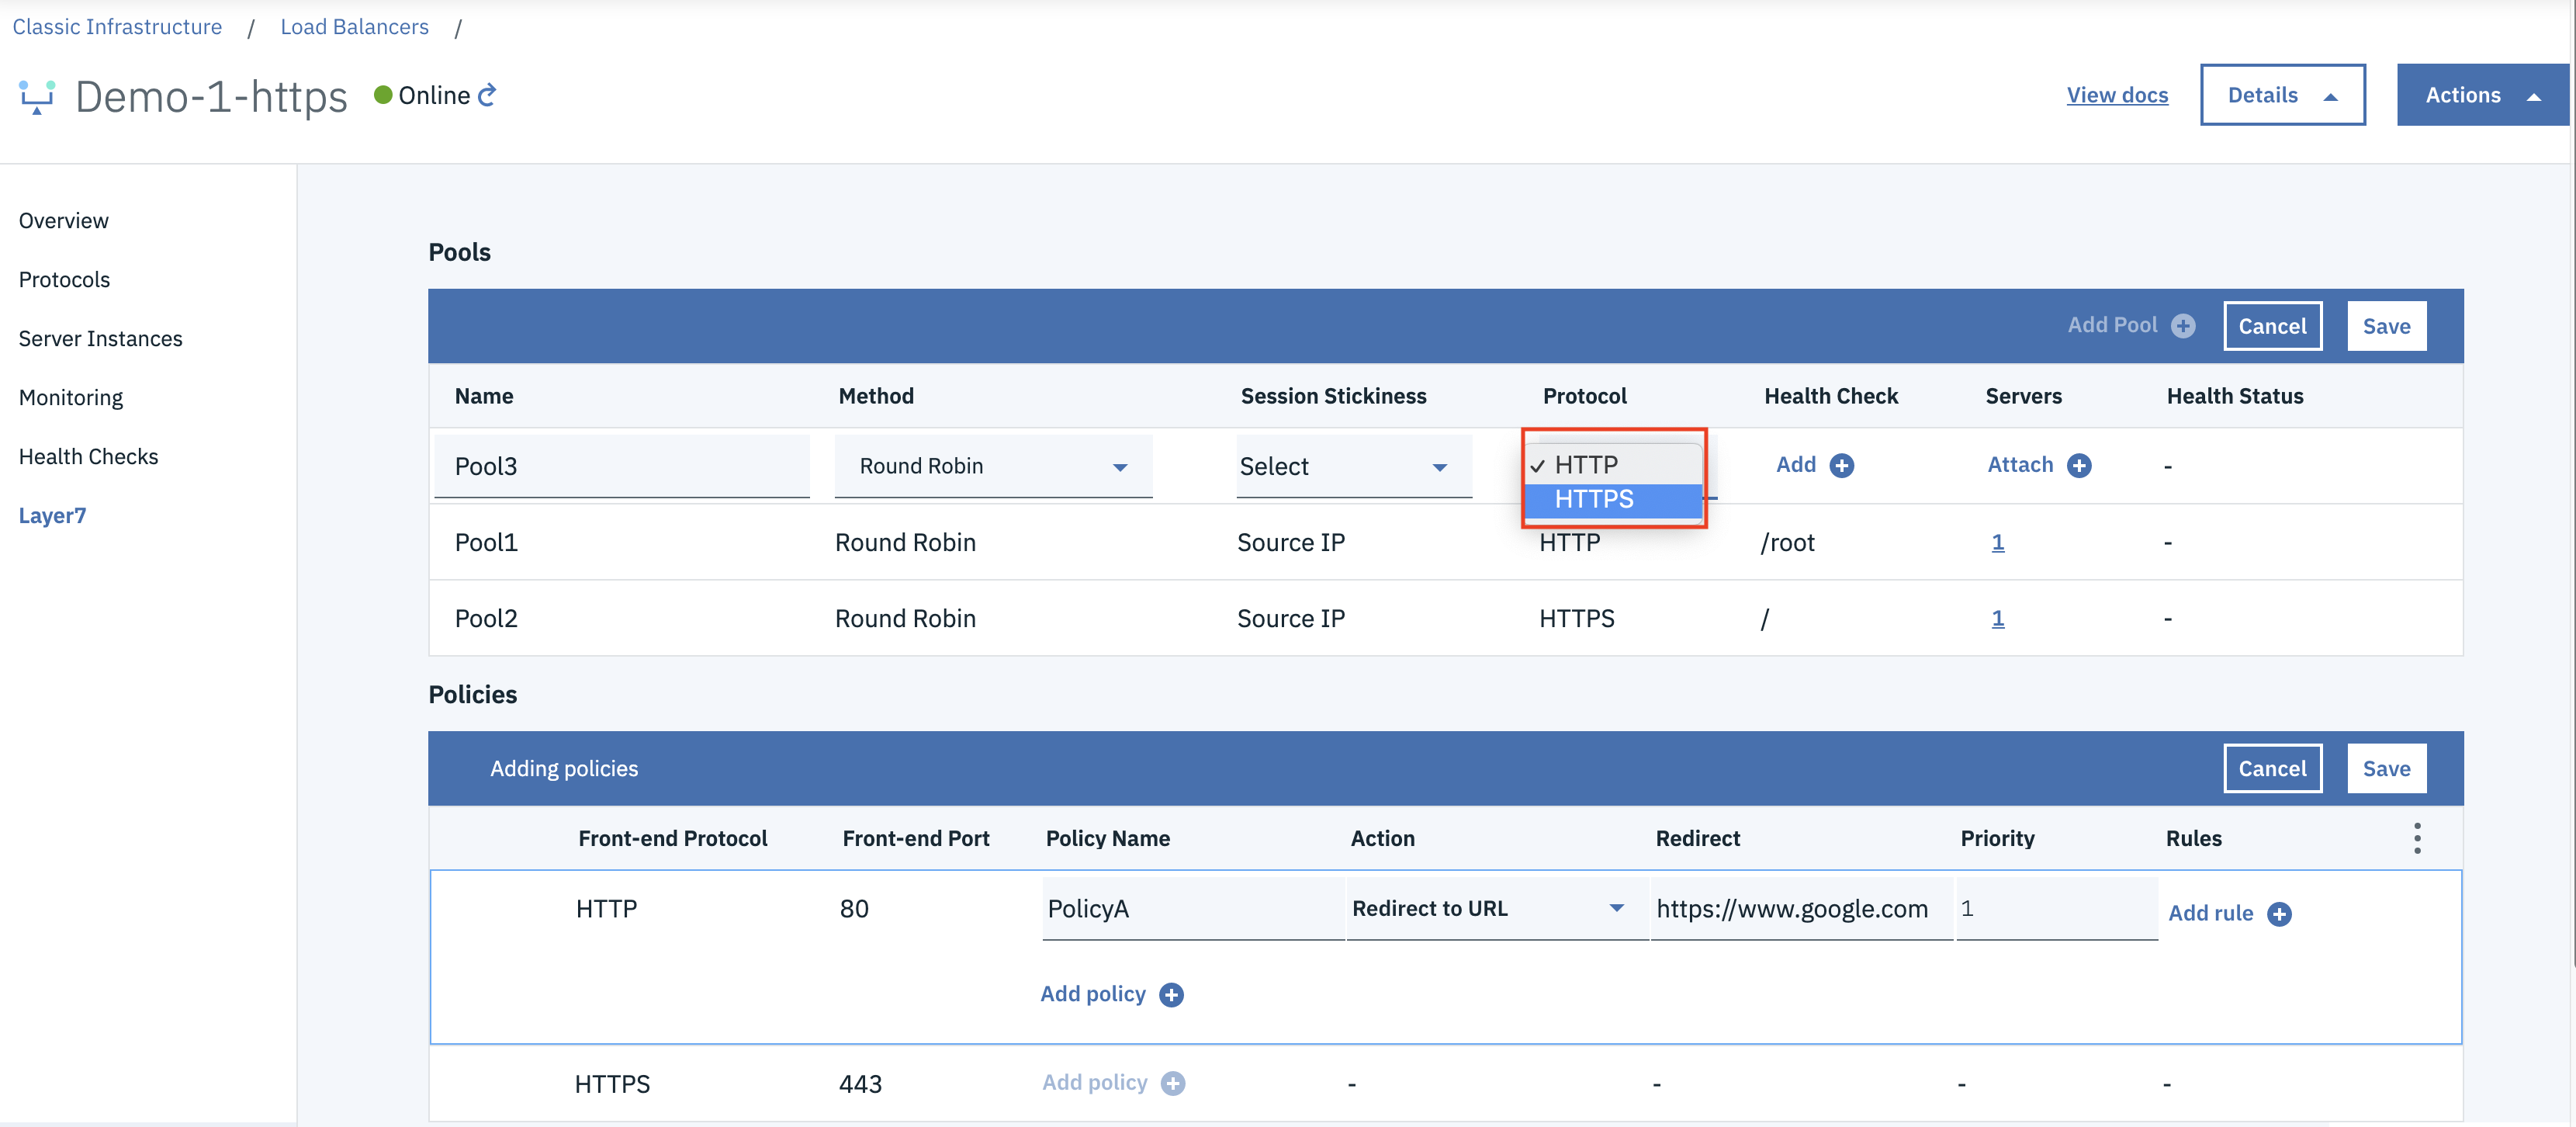 Classic Infrastructure / Load Balancers /
Demo-1-https Online View docs Details Actions
Overview
Protocols
Server Instances
Monitoring
Health Checks
Layer7
Pools
Add Pool Cancel Save
Name Method Session Stickiness Protocol Health Check Servers Health Status
Pool3 Round Robin Select ✓ HTTP Add Attach -
HTTPS
Pool1 Round Robin Source IP HTTP /root 1 -
Pool2 Round Robin Source IP HTTPS / 1 -
Policies
Adding policies Cancel Save
Front-end Protocol Front-end Port Policy Name Action Redirect Priority Rules
HTTP 80 PolicyA Redirect to URL https://www.google.com 1 Add rule
Add policy
HTTPS 443 Add policy - - - -